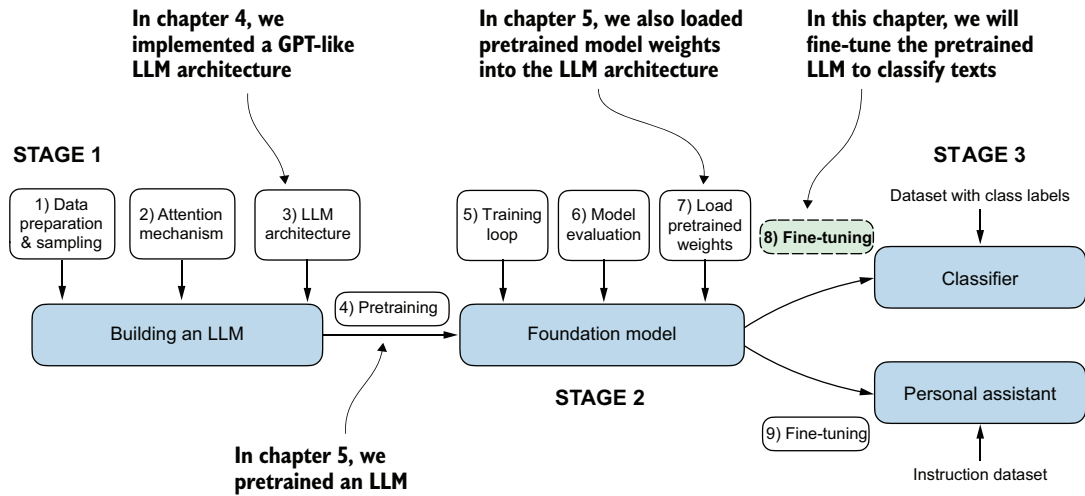 In chapter 4, we
implemented a GPT-like
LLM architecture
In chapter 5, we also loaded
pretrained model weights
into the LLM architecture
In this chapter, we will
fine-tune the pretrained
LLM to classify texts
STAGE 1
1) Data
preparation
& sampling
2) Attention
mechanism
3) LLM
architecture
4) Pretraining
Building an LLM
In chapter 5, we
pretrained an LLM
5) Training
loop
6) Model
evaluation
7) Load
pretrained
weights
Foundation model
STAGE 2
8) Fine-tuning
STAGE 3
Dataset with class labels
Classifier
Personal assistant
9) Fine-tuning
Instruction dataset